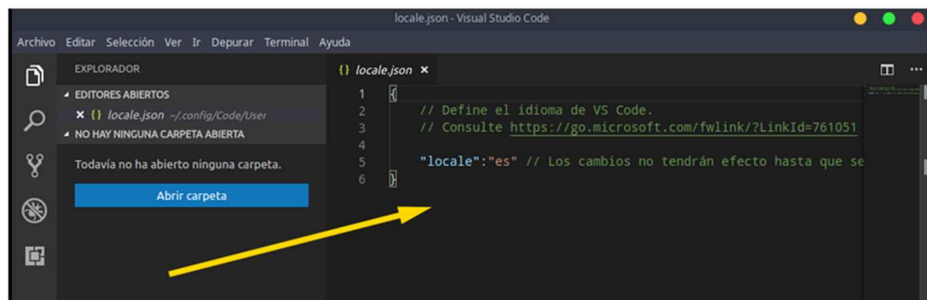 locale.json - Visual Studio Code
Archivo Editar Selección Ver Ir Depurar Terminal Ayuda
EXPLORADOR
EDITORES ABIERTOS
{} locale.json ~/.config/Code/User
NO HAY NINGUNA CARPETA ABIERTA
Todavía no ha abierto ninguna carpeta.
Abrir carpeta
{} locale.json
1 {
2 // Define el idioma de VS Code.
3 // Consulte https://go.microsoft.com/fwlink/?LinkId=761051
4
5 "locale":"es" // Los cambios no tendrán efecto hasta que se
6 }